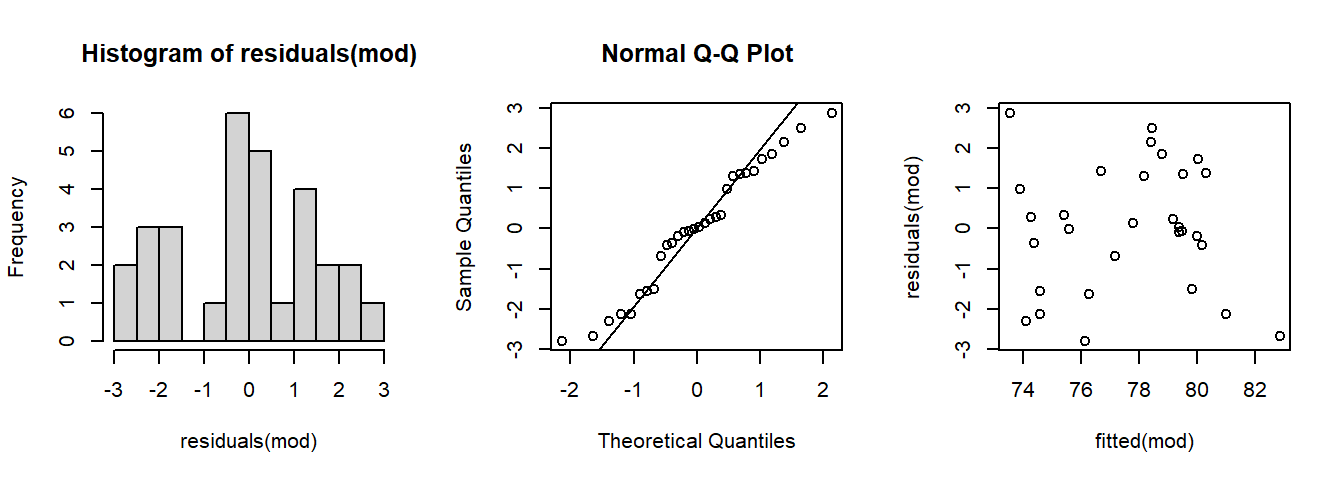 Histogram of residuals(mod)
Frequency
0 1 2 3 4 5 6
-3 -2 -1 0 1 2 3
residuals(mod)
Normal Q-Q Plot
Sample Quantiles
-3 -2 -1 0 1 2 3
-2 -1 0 1 2
Theoretical Quantiles
residuals(mod)
-3 -2 -1 0 1 2 3
74 76 78 80 82
fitted(mod)